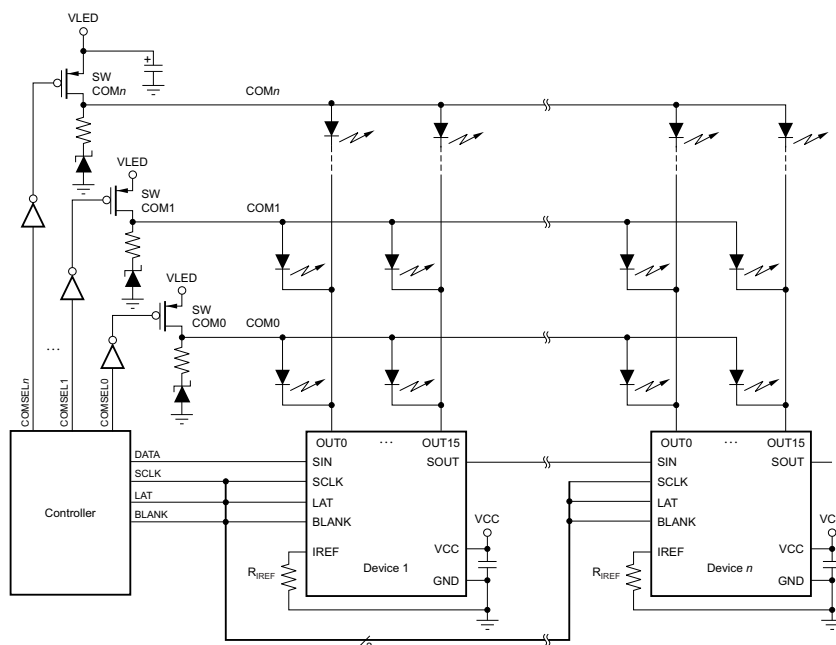 VLED
SW
COMn
COMn
VLED
SW
COM1
COM1
VLED
SW
COM0
COM0
...
COMSELn
COMSEL1
COMSEL0
OUT0 ... OUT15
OUT0 ... OUT15
Controller
DATA
SCLK
LAT
BLANK
SIN
SOUT
SCLK
LAT
BLANK
IREF
VCC
GND
Device 1
RIREF
VCC
SIN
SOUT
SCLK
LAT
BLANK
IREF
VCC
GND
Device n
RIREF